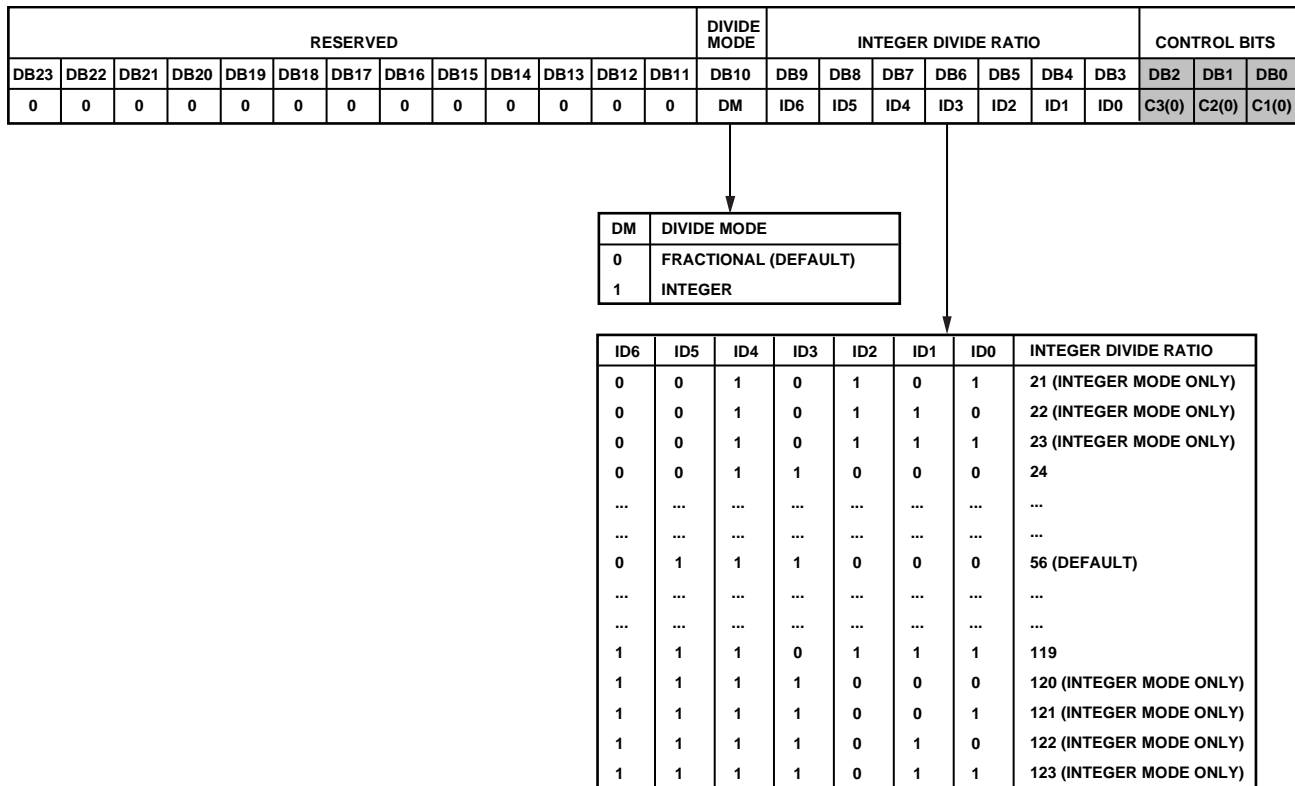 RESERVED DIVIDE MODE INTEGER DIVIDE RATIO CONTROL BITS
DB23 DB22 DB21 DB20 DB19 DB18 DB17 DB16 DB15 DB14 DB13 DB12 DB11 DB10 DB9 DB8 DB7 DB6 DB5 DB4 DB3 DB2 DB1 DB0
0 0 0 0 0 0 0 0 0 0 0 0 0 DM ID6 ID5 ID4 ID3 ID2 ID1 ID0 C3(0) C2(0) C1(0)
DM DIVIDE MODE
0 FRACTIONAL (DEFAULT)
1 INTEGER
ID6 ID5 ID4 ID3 ID2 ID1 ID0 INTEGER DIVIDE RATIO
0 0 1 0 1 0 1 21 (INTEGER MODE ONLY)
0 0 1 0 1 1 0 22 (INTEGER MODE ONLY)
0 0 1 0 1 1 1 23 (INTEGER MODE ONLY)
0 0 1 1 0 0 0 24
... ... ... ... ... ... ... ...
... ... ... ... ... ... ... ...
0 1 1 1 0 0 0 56 (DEFAULT)
... ... ... ... ... ... ... ...
... ... ... ... ... ... ... ...
1 1 1 0 1 1 1 119
1 1 1 1 0 0 0 120 (INTEGER MODE ONLY)
1 1 1 1 0 0 1 121 (INTEGER MODE ONLY)
1 1 1 1 0 1 0 122 (INTEGER MODE ONLY)
1 1 1 1 0 1 1 123 (INTEGER MODE ONLY)